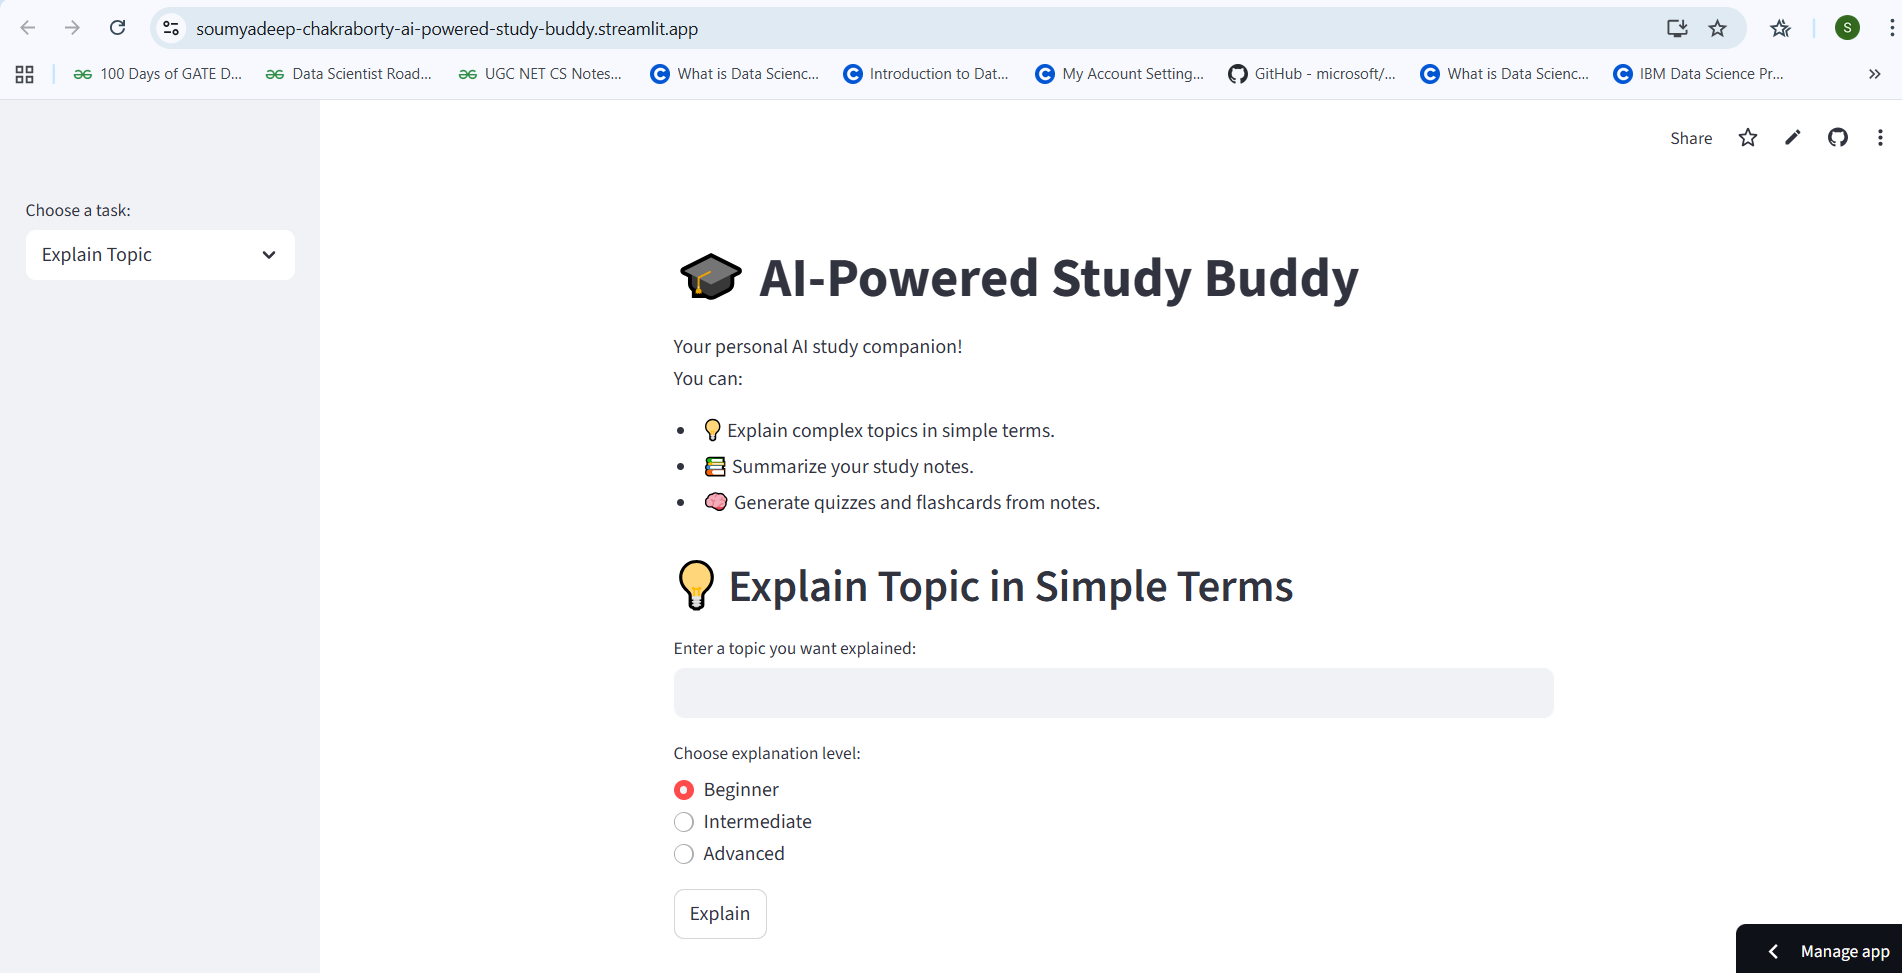 soumyadeep-chakraborty-ai-powered-study-buddy.streamlit.app
S
100 Days of GATE D...
Data Scientist Road...
UGC NET CS Notes...
What is Data Scienc...
Introduction to Dat...
My Account Setting...
GitHub - microsoft/...
What is Data Scienc...
IBM Data Science Pr...
Share
Choose a task:
Explain Topic
AI-Powered Study Buddy
Your personal AI study companion!
You can:
Explain complex topics in simple terms.
Summarize your study notes.
Generate quizzes and flashcards from notes.
Explain Topic in Simple Terms
Enter a topic you want explained:
Choose explanation level:
Beginner
Intermediate
Advanced
Explain
Manage app